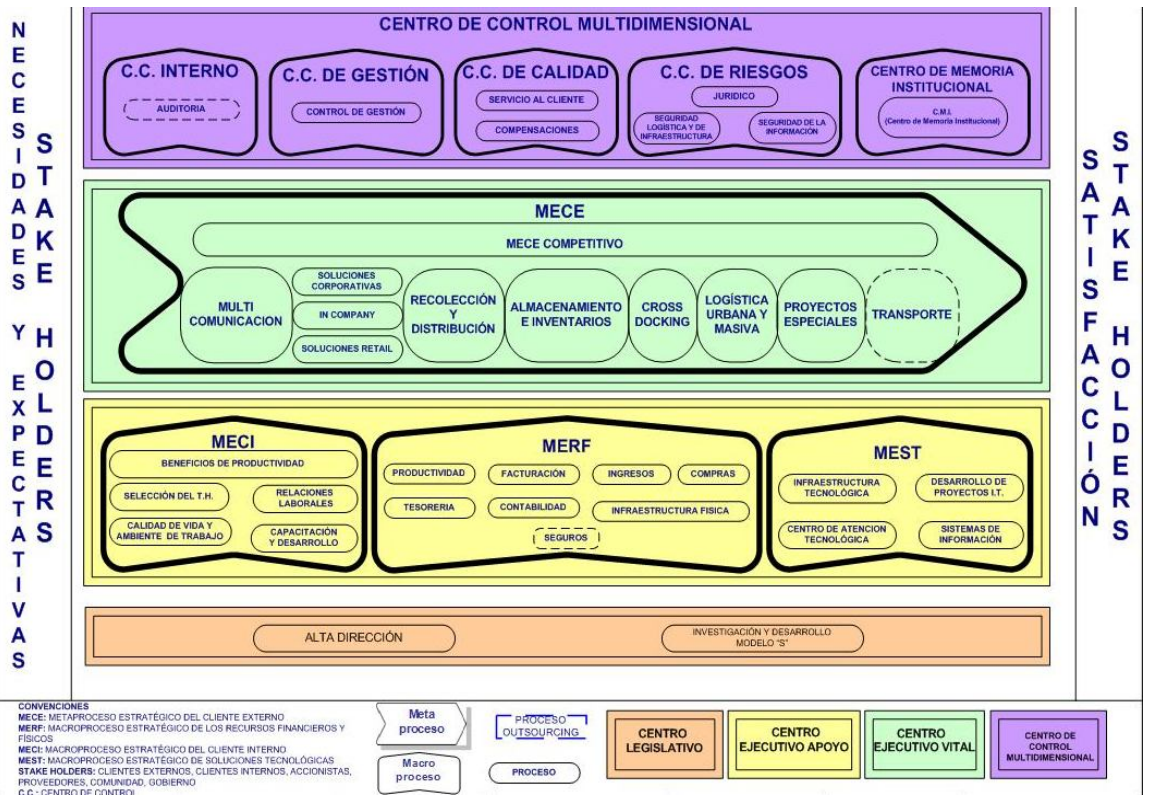 NECESIDADES Y EXPECTATIVAS
STAKE HOLDERS
CENTRO DE CONTROL MULTIDIMENSIONAL
C.C. INTERNO
AUDITORIA
C.C. DE GESTIÓN
CONTROL DE GESTIÓN
C.C. DE CALIDAD
SERVICIO AL CLIENTE
COMPENSACIONES
C.C. DE RIESGOS
JURIDICO
SEGURIDAD
LOGÍSTICA Y DE
INFRAESTRUCTURA
SEGURIDAD DE LA
INFORMACIÓN
CENTRO DE MEMORIA
INSTITUCIONAL
C.M.I.
(Centro de Memoria Institucional)
MECE
MECE COMPETITIVO
MULTI
COMUNICACION
SOLUCIONES
CORPORATIVAS
IN COMPANY
SOLUCIONES RETAIL
RECOLECCIÓN
Y
DISTRIBUCIÓN
ALMACENAMIENTO
E INVENTARIOS
CROSS
DOCKING
LOGÍSTICA
URBANA Y
MASIVA
PROYECTOS
ESPECIALES
TRANSPORTE
MECI
BENEFICIOS DE PRODUCTIVIDAD
SELECCIÓN DEL T.H.
RELACIONES
LABORALES
CALIDAD DE VIDA Y
AMBIENTE DE TRABAJO
CAPACITACIÓN
Y DESARROLLO
MERF
PRODUCTIVIDAD
FACTURACIÓN
INGRESOS
COMPRAS
TESORERIA
CONTABILIDAD
INFRAESTRUCTURA FISICA
SEGUROS
MEST
INFRAESTRUCTURA
TECNOLÓGICA
DESARROLLO DE
PROYECTOS I.T.
CENTRO DE ATENCION
TECNOLÓGICA
SISTEMAS DE
INFORMACIÓN
ALTA DIRECCIÓN
INVESTIGACIÓN Y DESARROLLO
MODELO "S"
SATISFACCIÓN
STAKE HOLDERS
CONVENCIONES
MECE: METAPROCESO ESTRATÉGICO DEL CLIENTE EXTERNO
MERF: MACROPROCESO ESTRATÉGICO DE LOS RECURSOS FINANCIEROS Y
FÍSICOS
MECI: MACROPROCESO ESTRATÉGICO DEL CLIENTE INTERNO
MEST: MACROPROCESO ESTRATÉGICO DE SOLUCIONES TECNOLÓGICAS
STAKE HOLDERS: CLIENTES EXTERNOS, CLIENTES INTERNOS, ACCIONISTAS,
PROVEEDORES, COMUNIDAD, GOBIERNO
C.C.: CENTRO DE CONTROL
Meta
proceso
Macro
proceso
PROCESO
OUTSOURCING
PROCESO
CENTRO
LEGISLATIVO
CENTRO
EJECUTIVO APOYO
CENTRO
EJECUTIVO VITAL
CENTRO DE
CONTROL
MULTIDIMENSIONAL